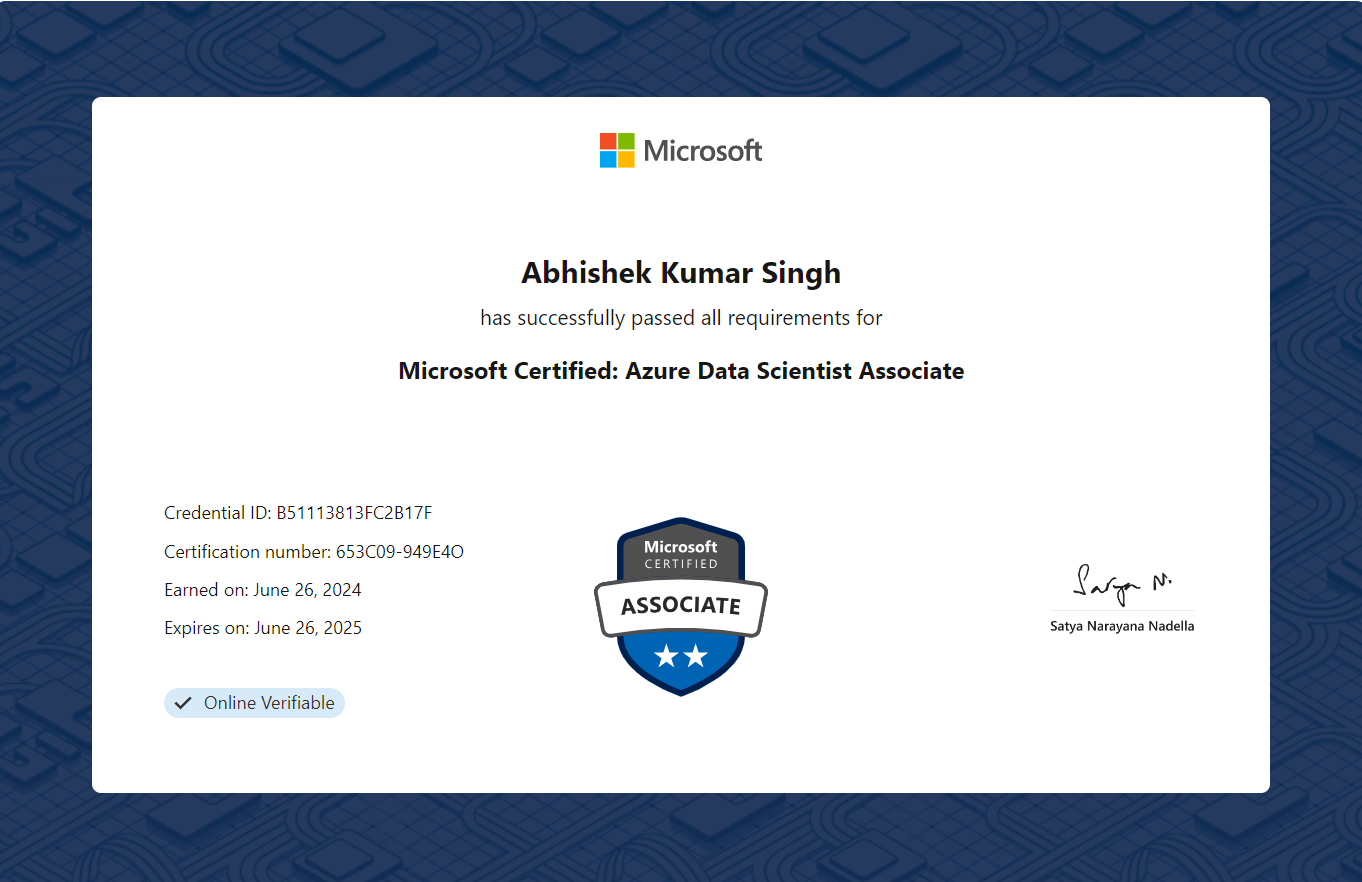 Microsoft
Abhishek Kumar Singh
has successfully passed all requirements for
Microsoft Certified: Azure Data Scientist Associate
Credential ID: B51113813FC2B17F
Certification number: 653C09-949E4O
Earned on: June 26, 2024
Expires on: June 26, 2025
Online Verifiable
Microsoft
CERTIFIED
ASSOCIATE
Satya N.
Satya Narayana Nadella